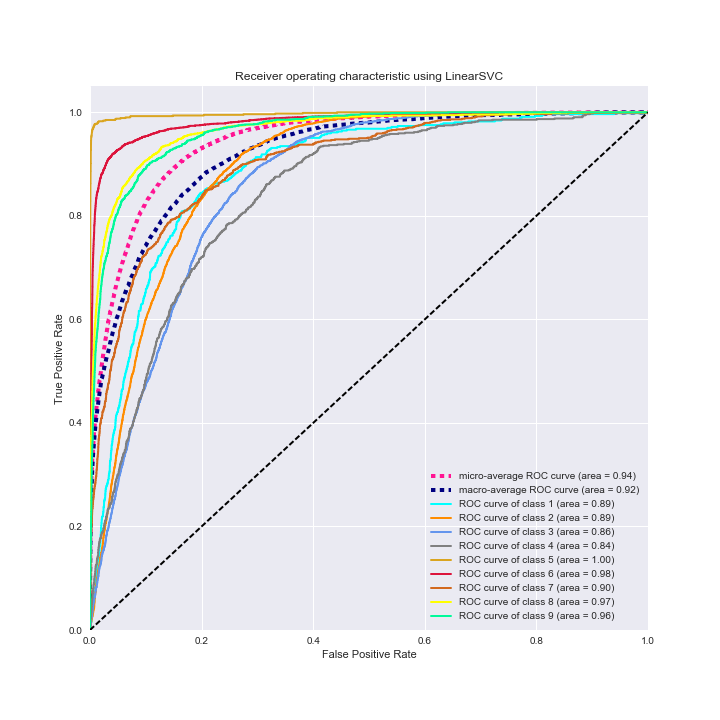 Receiver operating characteristic using LinearSVC
1.0
0.8
0.6
0.4
0.2
0.0
True Positive Rate
micro-average ROC curve (area = 0.94)
macro-average ROC curve (area = 0.92)
ROC curve of class 1 (area = 0.89)
ROC curve of class 2 (area = 0.89)
ROC curve of class 3 (area = 0.86)
ROC curve of class 4 (area = 0.84)
ROC curve of class 5 (area = 1.00)
ROC curve of class 6 (area = 0.98)
ROC curve of class 7 (area = 0.90)
ROC curve of class 8 (area = 0.97)
ROC curve of class 9 (area = 0.96)
0.0 0.2 0.4 0.6 0.8 1.0
False Positive Rate